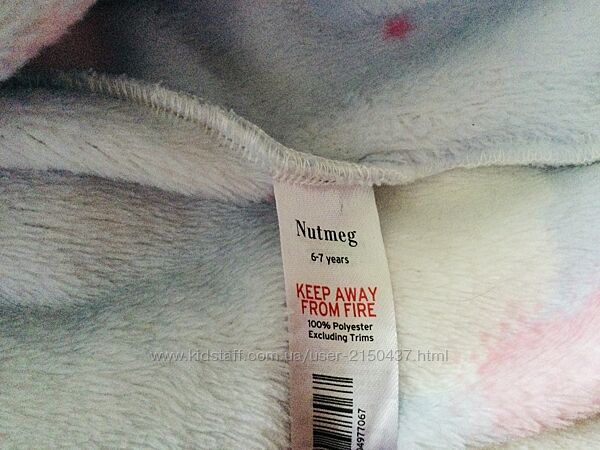 Nutmeg
6-7 years
KEEP AWAY
FROM FIRE
100% Polyester
Excluding Trims
www.kidstaff.com.ua/user-2150437.html